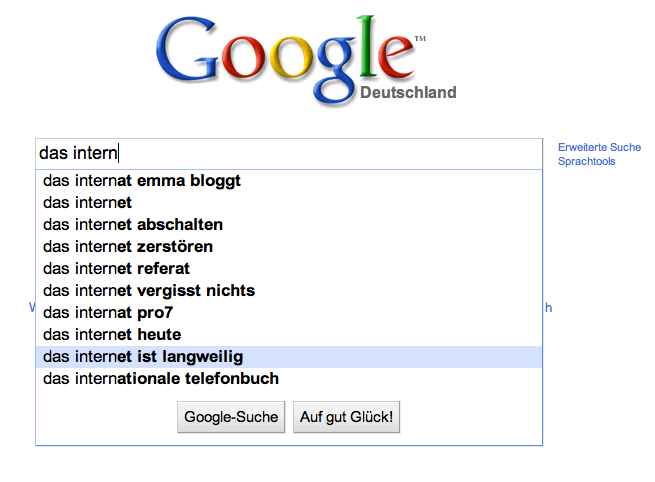 Google™
Deutschland
das intern
Erweiterte Suche
Sprachtools
das internat emma bloggt
das internet
das internet abschalten
das internet zerstören
das internet referat
das internet vergisst nichts
das internat pro7
das internet heute
das internet ist langweilig
das internationale telefonbuch
Google-Suche
Auf gut Glück!